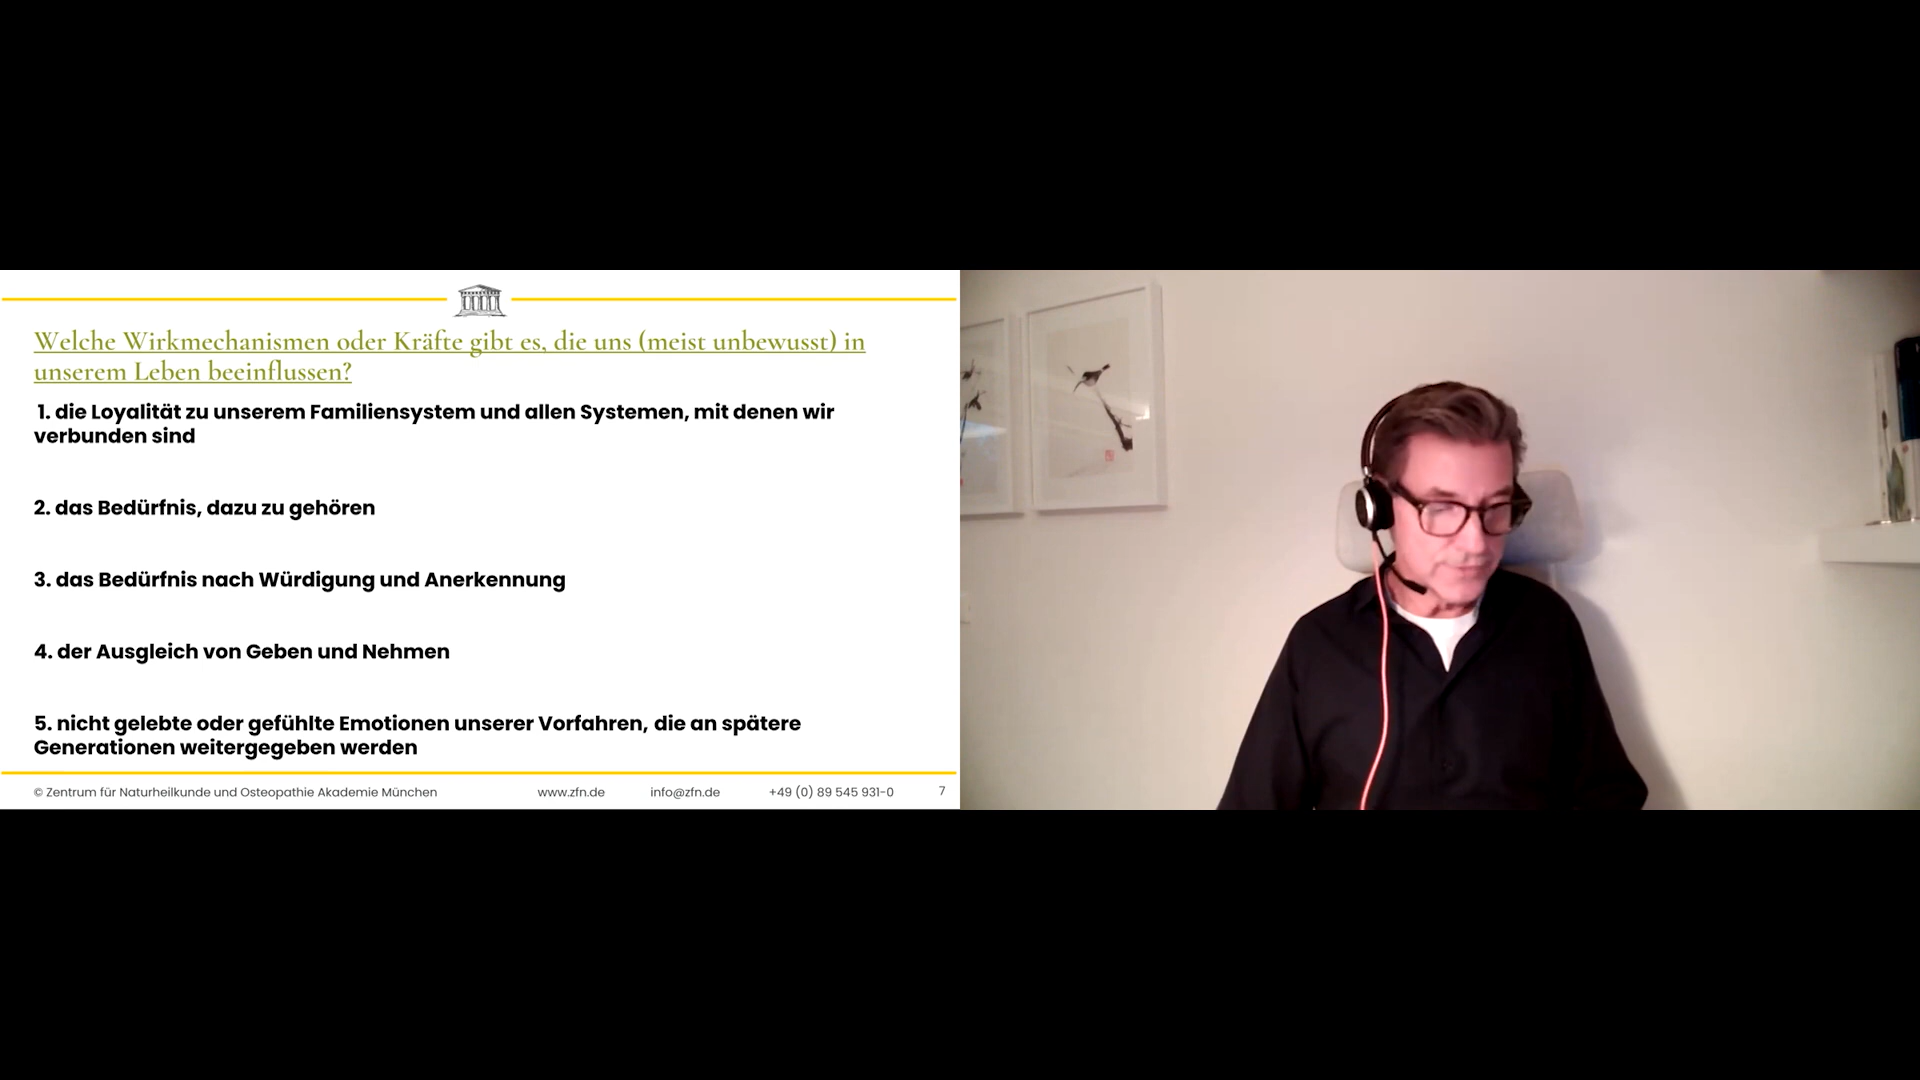 Welche Wirkmechanismen oder Kräfte gibt es, die uns (meist unbewusst) in
unserem Leben beeinflussen?
1. die Loyalität zu unserem Familiensystem und allen Systemen, mit denen wir
verbunden sind
2. das Bedürfnis, dazu zu gehören
3. das Bedürfnis nach Würdigung und Anerkennung
4. der Ausgleich von Geben und Nehmen
5. nicht gelebte oder gefühlte Emotionen unserer Vorfahren, die an spätere
Generationen weitergegeben werden
© Zentrum für Naturheilkunde und Osteopathie Akademie München www.zfn.de info@zfn.de +49 (0) 89 545 931-0 7